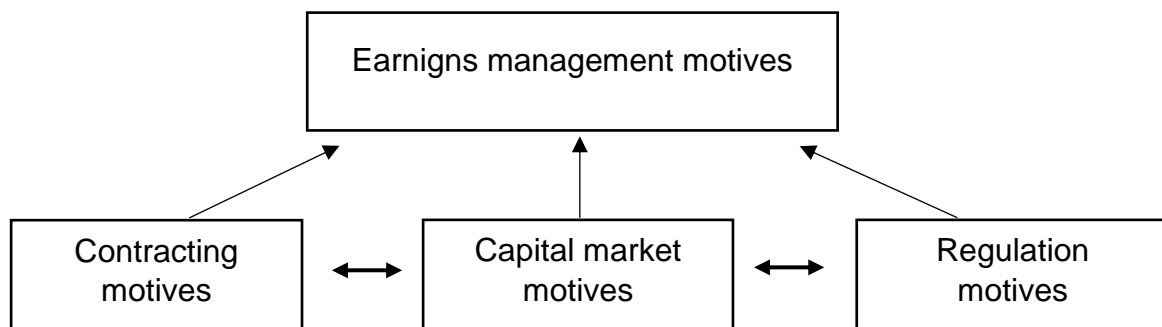 Earnigns management motives
Contracting
motives
Capital market
motives
Regulation
motives